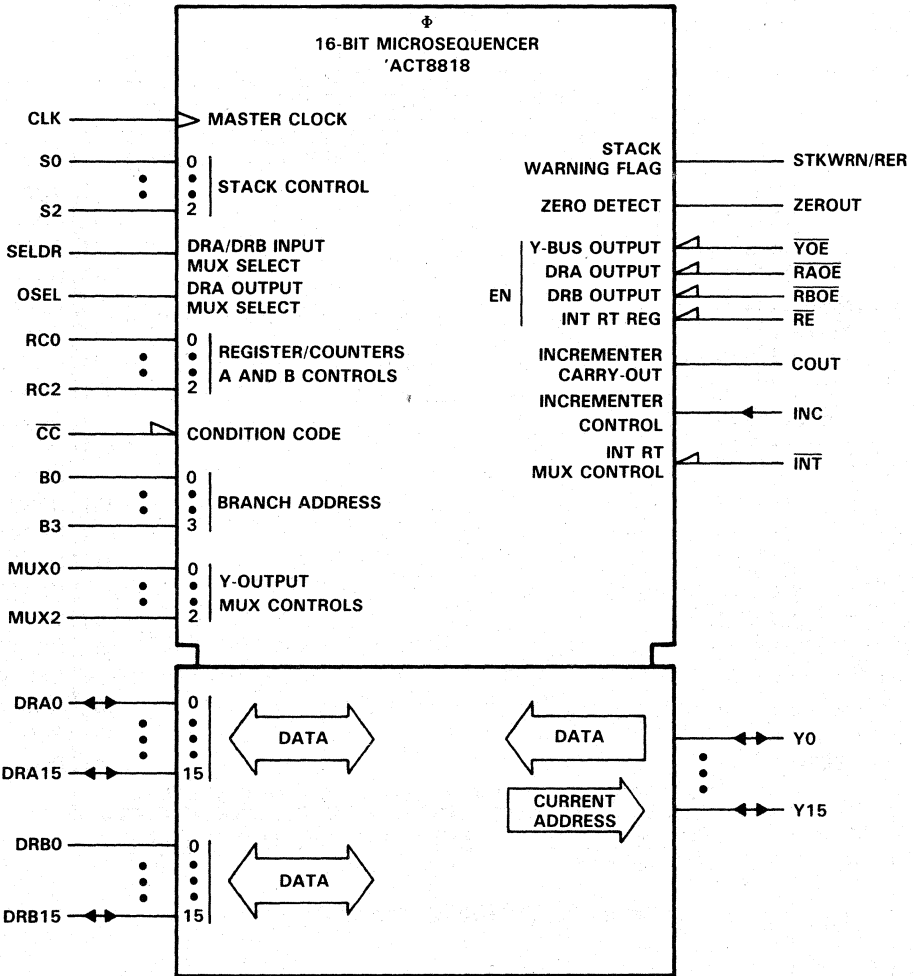 Φ
16-BIT MICROSEQUENCER
'ACT8818
CLK
MASTER CLOCK
S0
0
STACK CONTROL
S2
2
SELDR
DRA/DRB INPUT
MUX SELECT
OSEL
DRA OUTPUT
MUX SELECT
RC0
0
REGISTER/COUNTERS
A AND B CONTROLS
RC2
2
CC
CONDITION CODE
B0
0
BRANCH ADDRESS
B3
3
MUX0
0
Y-OUTPUT
MUX CONTROLS
MUX2
2
STACK
WARNING FLAG
STKWRN/RER
ZERO DETECT
ZEROUT
EN
Y-BUS OUTPUT
YOE
DRA OUTPUT
RAOE
DRB OUTPUT
RBOE
INT RT REG
RE
INCREMENTER
CARRY-OUT
COUT
INCREMENTER
CONTROL
INC
INT RT
MUX CONTROL
INT
DRA0
0
DATA
DRA15
15
DRB0
0
DATA
DRB15
15
DATA
Y0
CURRENT
ADDRESS
Y15